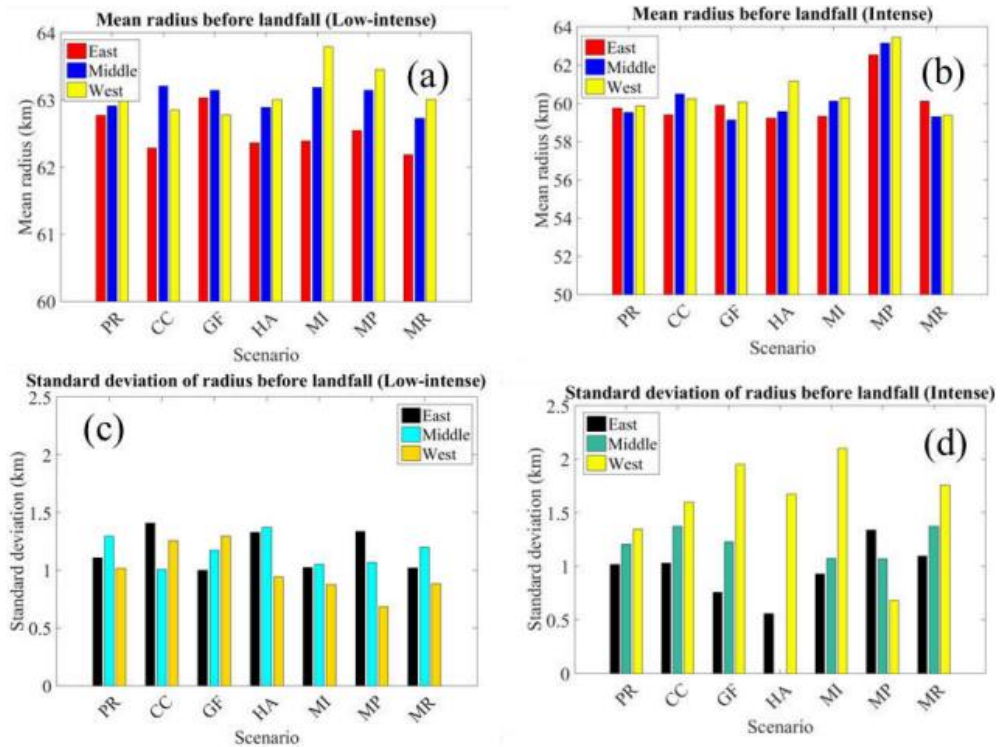 Mean radius before landfall (Low-intense)
64
63
62
61
60
Mean radius (km)
East
Middle
West
(a)
PR CC GF HA MI MP MR
Scenario
Mean radius before landfall (Intense)
64
62
60
58
56
54
52
50
Mean radius (km)
East
Middle
West
(b)
PR CC GF HA MI MP MR
Scenario
Standard deviation of radius before landfall (Low-intense)
2.5
2
1.5
1
0.5
0
Standard deviation (km)
(c)
East
Middle
West
PR CC GF HA MI MP MR
Scenario
Standard deviation of radius before landfall (Intense)
2.5
2
1.5
1
0.5
0
Standard deviation (km)
East
Middle
West
(d)
PR CC GF HA MI MP MR
Scenario